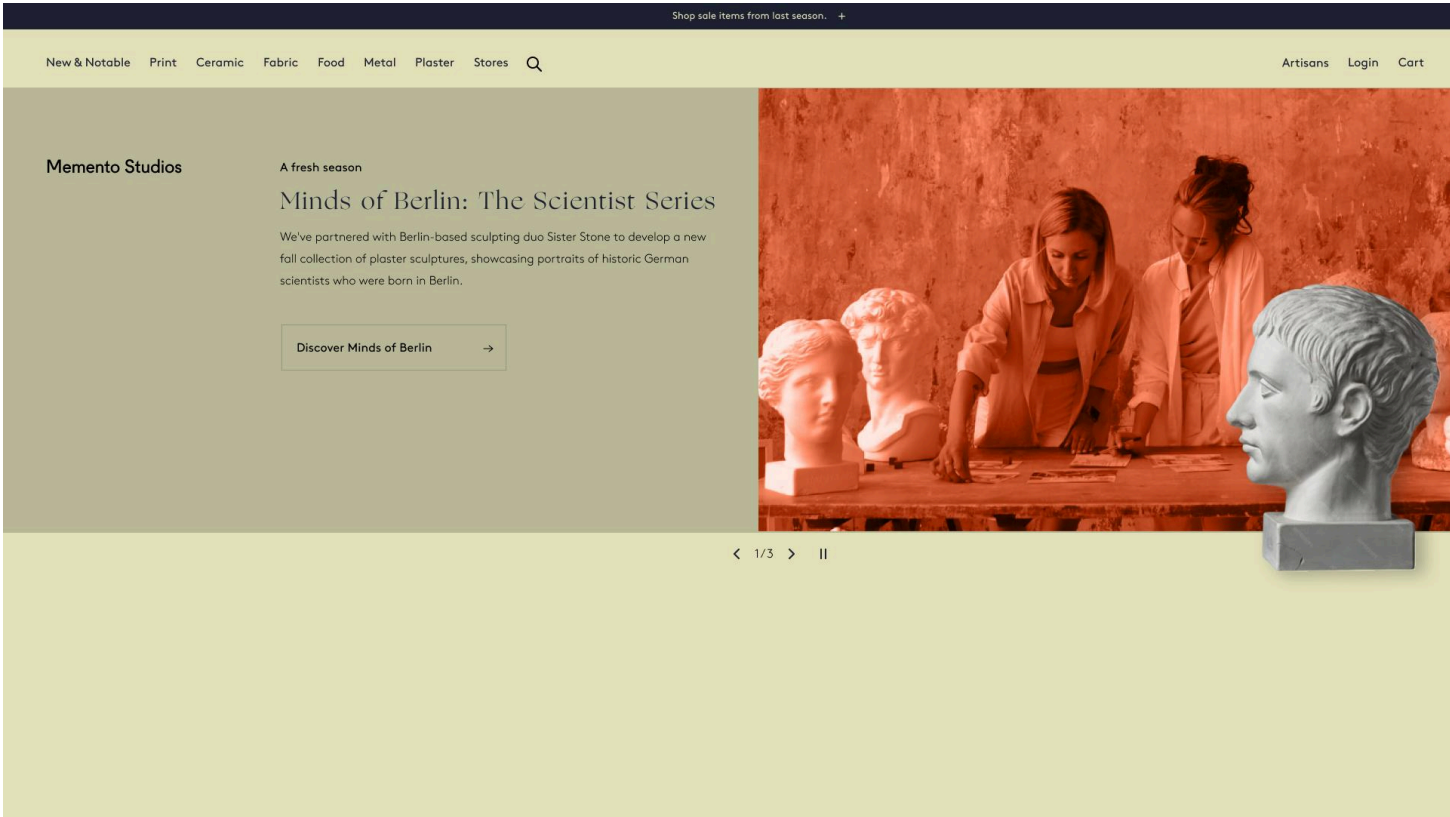 Shop sale items from last season. +
New & Notable Print Ceramic Fabric Food Metal Plaster Stores
Artisans Login Cart
Memento Studios
A fresh season
Minds of Berlin: The Scientist Series
We've partnered with Berlin-based sculpting duo Sister Stone to develop a new
fall collection of plaster sculptures, showcasing portraits of historic German
scientists who were born in Berlin.
Discover Minds of Berlin →
1/3